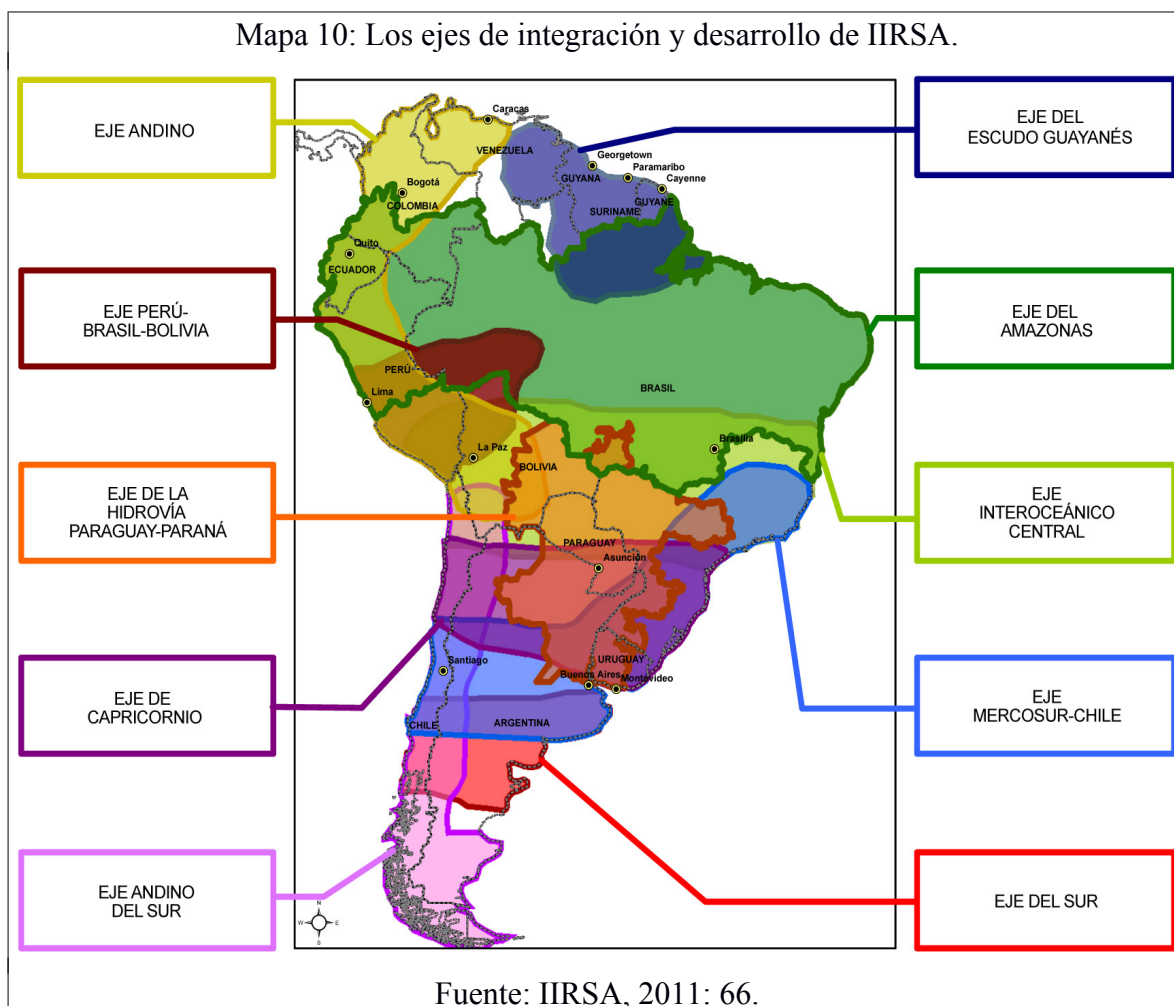 Mapa 10: Los ejes de integración y desarrollo de IIRSA.
EJE ANDINO
EJE DEL
ESCUDO GUAYANÉS
EJE PERÚ-
BRASIL-BOLIVIA
EJE DEL
AMAZONAS
EJE DE LA
HIDROVÍA
PARAGUAY-PARANÁ
EJE
INTEROCEÁNICO
CENTRAL
EJE DE
CAPRICORNIO
EJE
MERCOSUR-CHILE
EJE ANDINO
DEL SUR
EJE DEL SUR
Caracas
VENEZUELA
Georgetown
GUYANA
Paramaribo
Cayenne
GUYANE
SURINAME
Bogotá
COLOMBIA
Quito
ECUADOR
PERÚ
Lima
BRASIL
Brasilia
La Paz
BOLIVIA
PARAGUAY
Asunción
Santiago
URUGUAY
Buenos Aires
Montevideo
CHILE
ARGENTINA
N
W E
S
Fuente: IIRSA, 2011: 66.